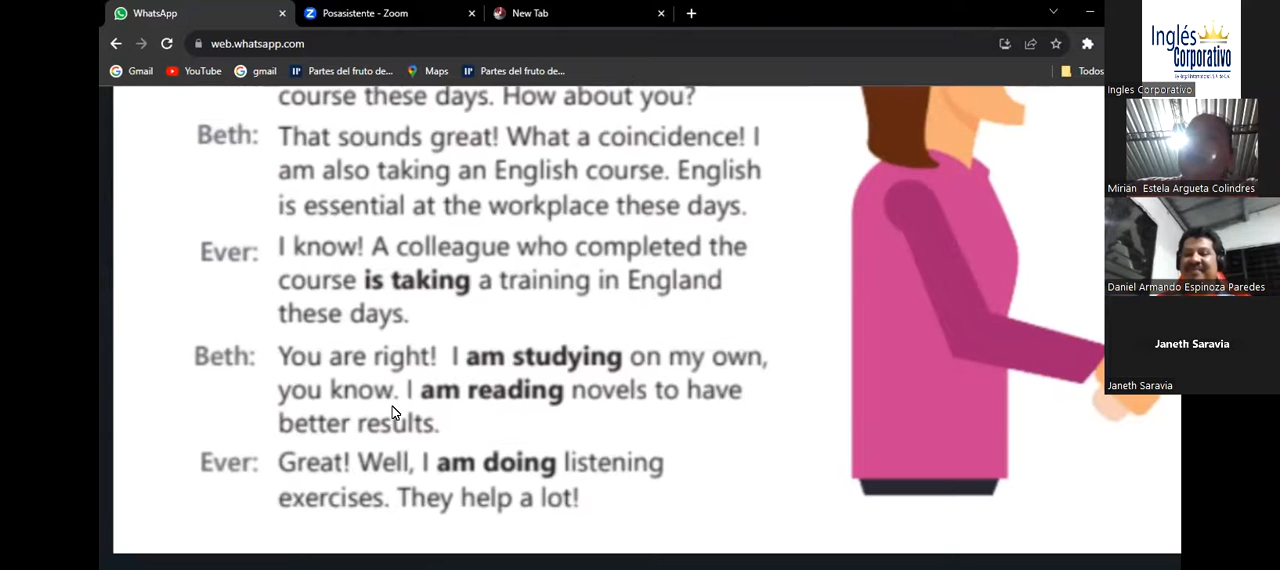 WhatsApp
Posasistente - Zoom
New Tab
web.whatsapp.com
Gmail
YouTube
gmail
Partes del fruto de...
Maps
Partes del fruto de...
Todos
course these days. How about you?
Beth: That sounds great! What a coincidence! I
am also taking an English course. English
is essential at the workplace these days.
Ever: I know! A colleague who completed the
course is taking a training in England
these days.
Beth: You are right! I am studying on my own,
you know. I am reading novels to have
better results.
Ever: Great! Well, I am doing listening
exercises. They help a lot!
Inglés
Corporativo
Ingles Corporativo
Mirian Estela Argueta Colindres
Daniel Armando Espinoza Paredes
Janeth Saravia
Janeth Saravia